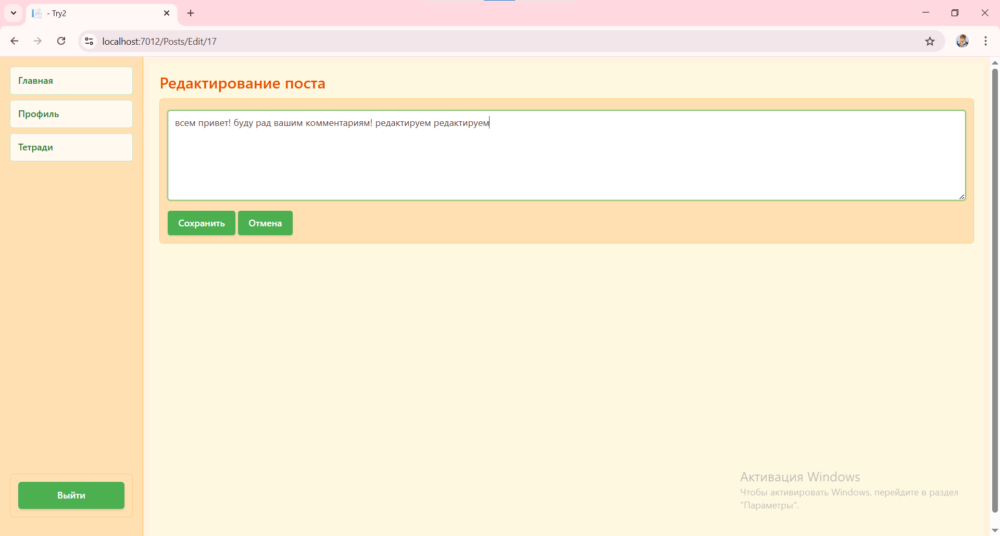 - Try2
localhost:7012/Posts/Edit/17
Главная
Профиль
Тетради
Редактирование поста
всем привет! буду рад вашим комментариям! редактируем редактируем
Сохранить Отмена
Выйти
Активация Windows
Чтобы активировать Windows, перейдите в раздел
"Параметры".